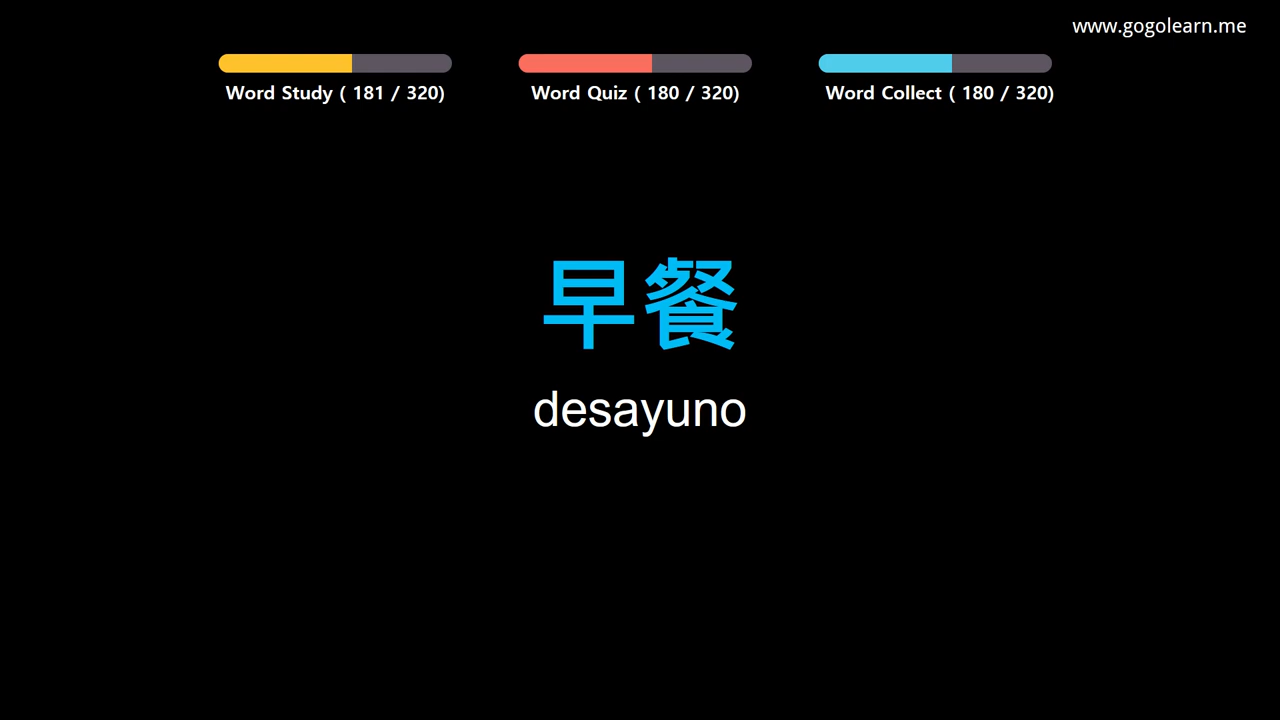 www.gogolearn.me
Word Study ( 181 / 320)
Word Quiz ( 180 / 320)
Word Collect ( 180 / 320)
早餐
desayuno